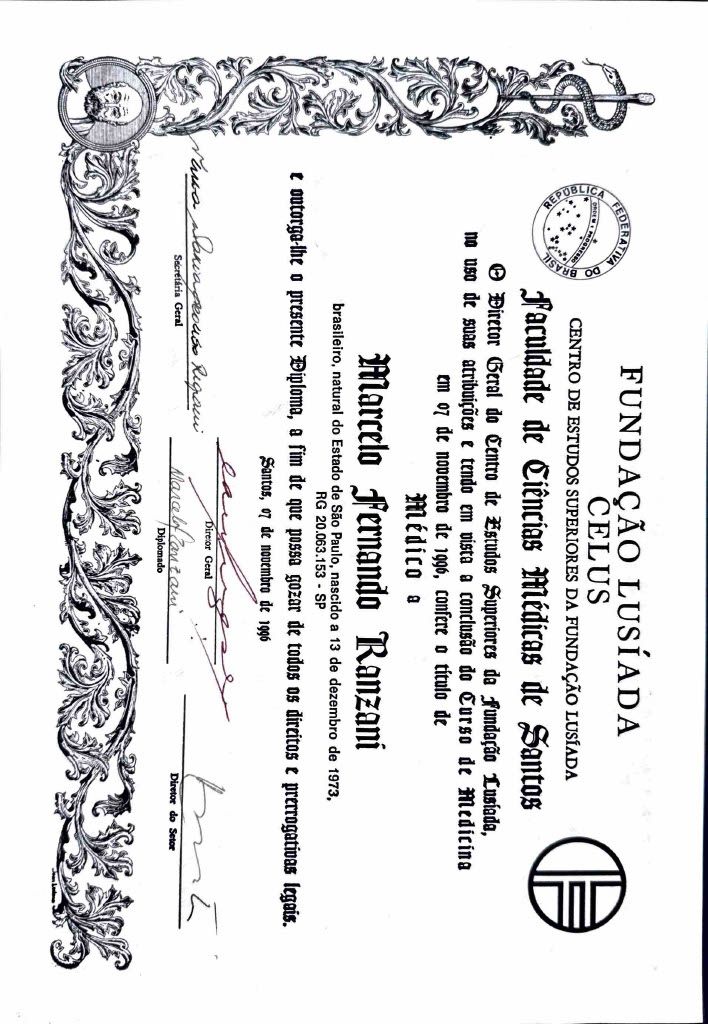 FUNDAÇÃO LUSÍADA
CELUS
CENTRO DE ESTUDOS SUPERIORES DA FUNDAÇÃO LUSÍADA
REPÚBLICA FEDERATIVA DO BRASIL
ORDEM E PROGRESSO
Faculdade de Ciências Médicas de Santos
O Diretor Geral do Centro de Estudos Superiores da Fundação Lusíada,
no uso de suas atribuições e tendo em vista a conclusão do Curso de Medicina
em 07 de novembro de 1996, confere o título de
Médico a
Marcelo Fernando Ranzani
brasileiro, natural do Estado de São Paulo, nascido a 13 de dezembro de 1973,
RG 20.063.153 - SP
e outorga-lhe o presente Diploma, a fim de que possa gozar de todos os direitos e prerrogativas legais.
Santos, 07 de novembro de 1996
Secretária Geral
Diretor Geral
Marcelo Ranzani
Diplomado
Diretor do Setor